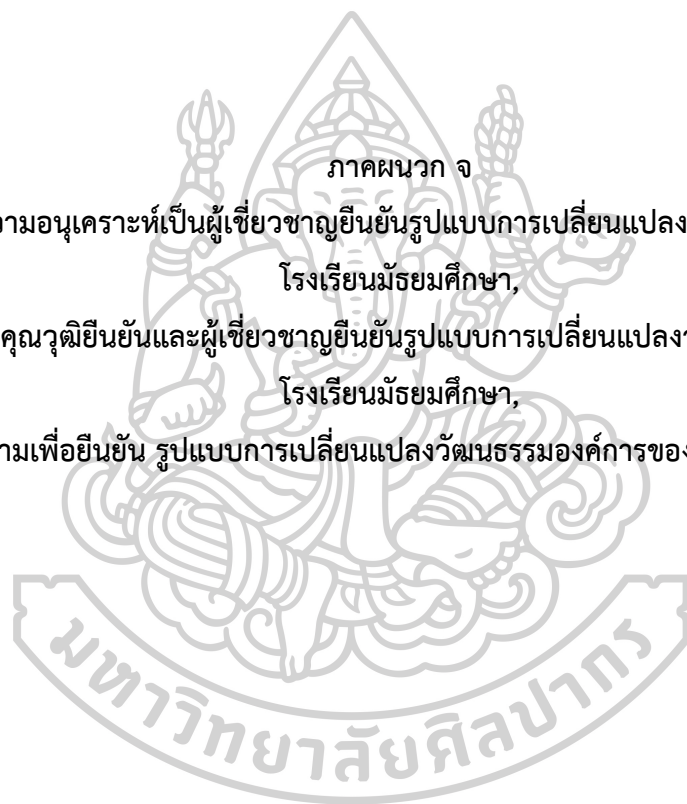 ภาคผนวก จ
วามอนุเคราะห์เป็นผู้เชี่ยวชาญยืนยันรูปแบบการเปลี่ยนแปลง
โรงเรียนมัธยมศึกษา,
คุณวุฒิยืนยันและผู้เชี่ยวชาญยืนยันรูปแบบการเปลี่ยนแปลงว
โรงเรียนมัธยมศึกษา,
ามเพื่อยืนยัน รูปแบบการเปลี่ยนแปลงวัฒนธรรมองค์การของ
มหาวิทยาลัยศิลปากร